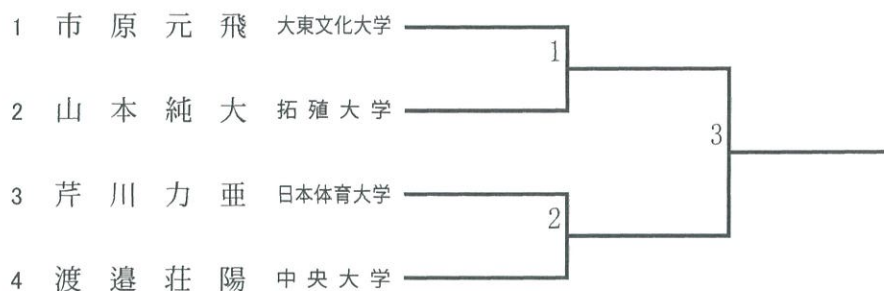 1 市原元飛 大東文化大学
1
2 山本純大 拓殖大学
3
3 芹川力亜 日本体育大学
2
4 渡邉荘陽 中央大学